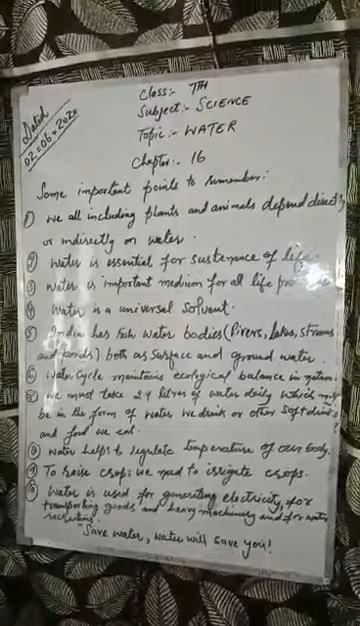 Dated
02-06-2020
Class:- 7TH
Subject:- SCIENCE
Topic:- WATER
Chapter:- 16
Some important points to remember:
① We all including plants and animals depend directly
or indirectly on water.
② Water is essential for sustenance of life.
③ Water is important medium for all life
④ Water is a universal solvent.
⑤ India has fresh water bodies (Rivers, Lakes, streams
and ponds) both as surface and ground water.
⑥ Water cycle maintains ecological balance in nature.
We must take litres of water daily which may
be in the form of water we drink or other soft drinks
and food we eat.
⑧ Water helps to regulate temperature of our body.
⑨ To raise crops we need to irrigate crops.
⑩ Water is used for generating electricity, for
transporting goods and heavy machinery and for water
recreations.
"Save water, water will save you!